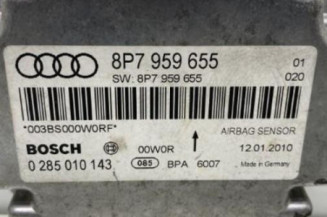 8P7 959 655 01
SW: 8P7 959 655 020
*003BS000W0RF*
AIRBAG SENSOR
BOSCH 00W0R 12.01.2010
0 285 010 143 085 BPA 6007 Made in Germany